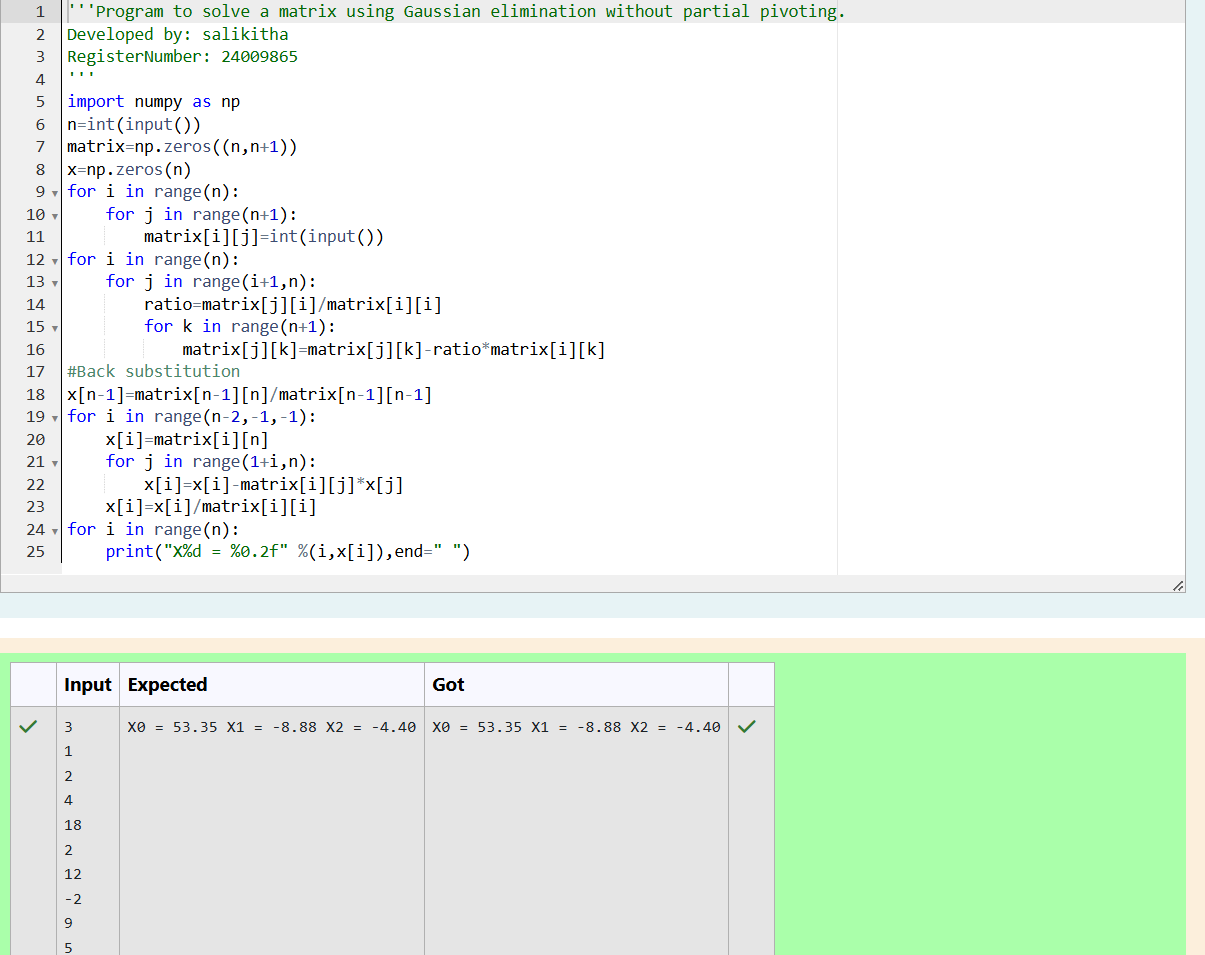 1 '''Program to solve a matrix using Gaussian elimination without partial pivoting.
2 Developed by: salikitha
3 RegisterNumber: 24009865
4 '''
5 import numpy as np
6 n=int(input())
7 matrix=np.zeros((n,n+1))
8 x=np.zeros(n)
9 for i in range(n):
10     for j in range(n+1):
11         matrix[i][j]=int(input())
12 for i in range(n):
13     for j in range(i+1,n):
14         ratio=matrix[j][i]/matrix[i][i]
15         for k in range(n+1):
16             matrix[j][k]=matrix[j][k]-ratio*matrix[i][k]
17 #Back substitution
18 x[n-1]=matrix[n-1][n]/matrix[n-1][n-1]
19 for i in range(n-2,-1,-1):
20     x[i]=matrix[i][n]
21     for j in range(1+i,n):
22         x[i]=x[i]-matrix[i][j]*x[j]
23     x[i]=x[i]/matrix[i][i]
24 for i in range(n):
25     print("X%d = %0.2f" %(i,x[i]),end=" ")
Input Expected Got
3 X0 = 53.35 X1 = -8.88 X2 = -4.40 X0 = 53.35 X1 = -8.88 X2 = -4.40
1
2
4
18
2
12
-2
9
5